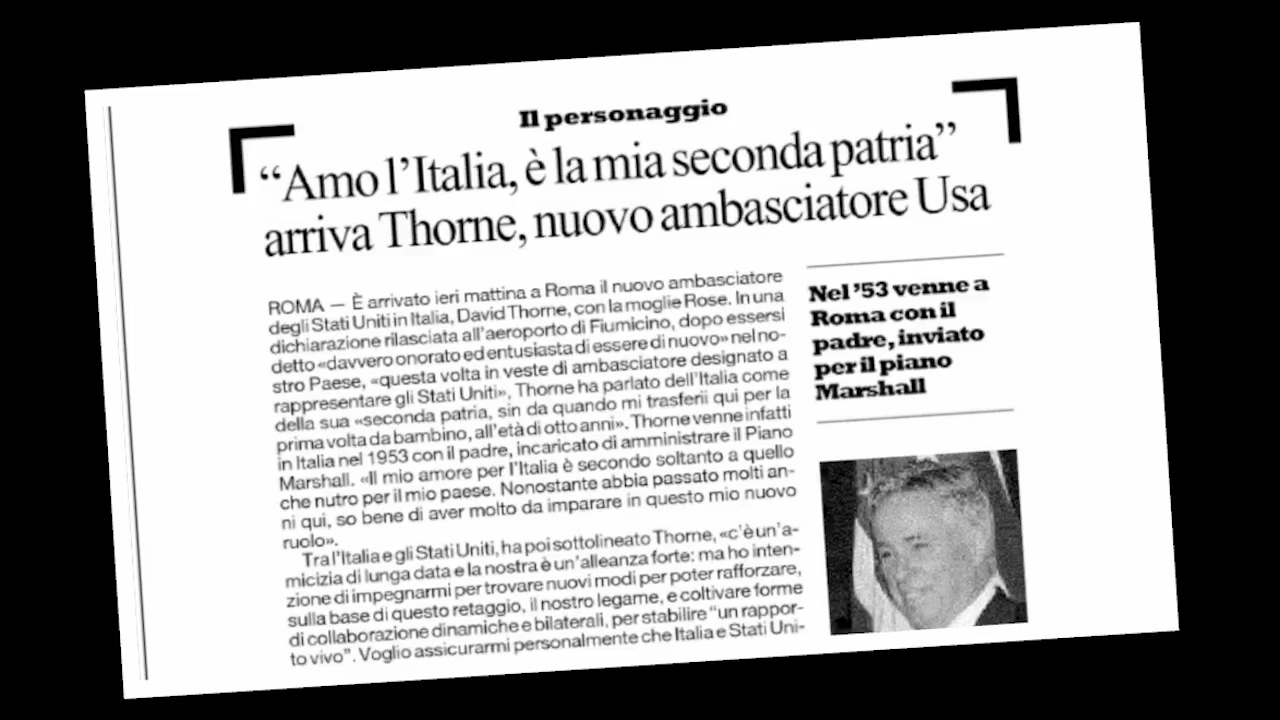 Il personaggio
“Amo l’Italia, è la mia seconda patria”
arriva Thorne, nuovo ambasciatore Usa
ROMA — È arrivato ieri mattina a Roma il nuovo ambasciatore
degli Stati Uniti in Italia, David Thorne, con la moglie Rose. In una
dichiarazione rilasciata all’aeroporto di Fiumicino, dopo essersi
detto «davvero onorato ed entusiasta di essere di nuovo» nel no-
stro Paese, «questa volta in veste di ambasciatore designato a
rappresentare gli Stati Uniti», Thorne ha parlato dell’Italia come
della sua «seconda patria, sin da quando mi trasferii qui per la
prima volta da bambino, all’età di otto anni». Thorne venne infatti
in Italia nel 1953 con il padre, incaricato di amministrare il Piano
Marshall. «Il mio amore per l’Italia è secondo soltanto a quello
che nutro per il mio paese. Nonostante abbia passato molti an-
ni qui, so bene di aver molto da imparare in questo mio nuovo
ruolo».
Tra l’Italia e gli Stati Uniti, ha poi sottolineato Thorne, «c’è un’a-
micizia di lunga data e la nostra è un’alleanza forte: ma ho inten-
zione di impegnarmi per trovare nuovi modi per poter rafforzare,
sulla base di questo retaggio, il nostro legame, e coltivare forme
di collaborazione dinamiche e bilaterali, per stabilire “un rappor-
to vivo”. Voglio assicurarmi personalmente che Italia e Stati Uni-
Nel ’53 venne a
Roma con il
padre, inviato
per il piano
Marshall